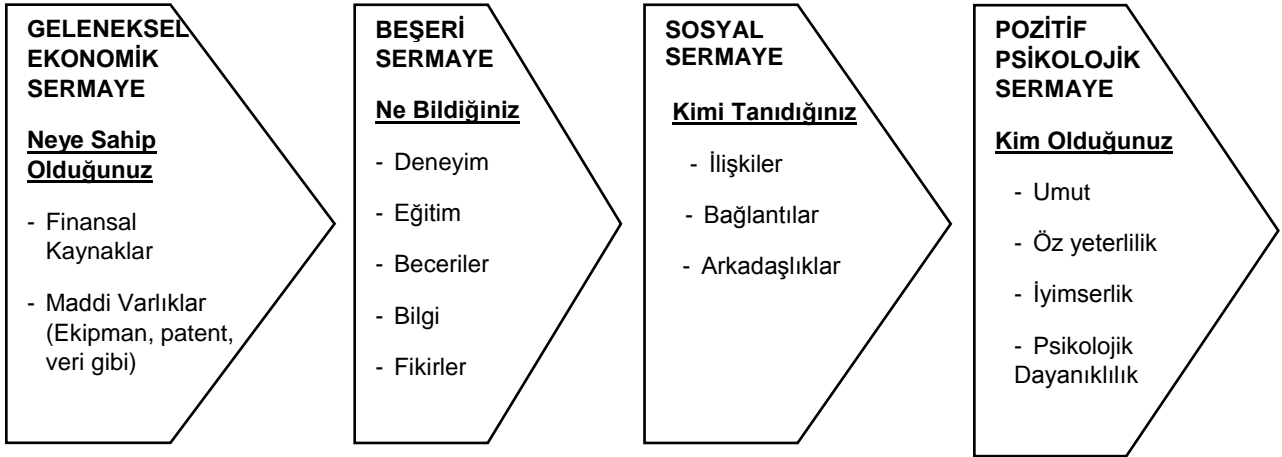 GELENEKSEL
EKONOMİK
SERMAYE
Neye Sahip
Olduğunuz
- Finansal
Kaynaklar
- Maddi Varlıklar
(Ekipman, patent,
veri gibi)
BEŞERİ
SERMAYE
Ne Bildiğiniz
- Deneyim
- Eğitim
- Beceriler
- Bilgi
- Fikirler
SOSYAL
SERMAYE
Kimi Tanıdığınız
- İlişkiler
- Bağlantılar
- Arkadaşlıklar
POZİTİF
PSİKOLOJİK
SERMAYE
Kim Olduğunuz
- Umut
- Öz yeterlilik
- İyimserlik
- Psikolojik
Dayanıklılık